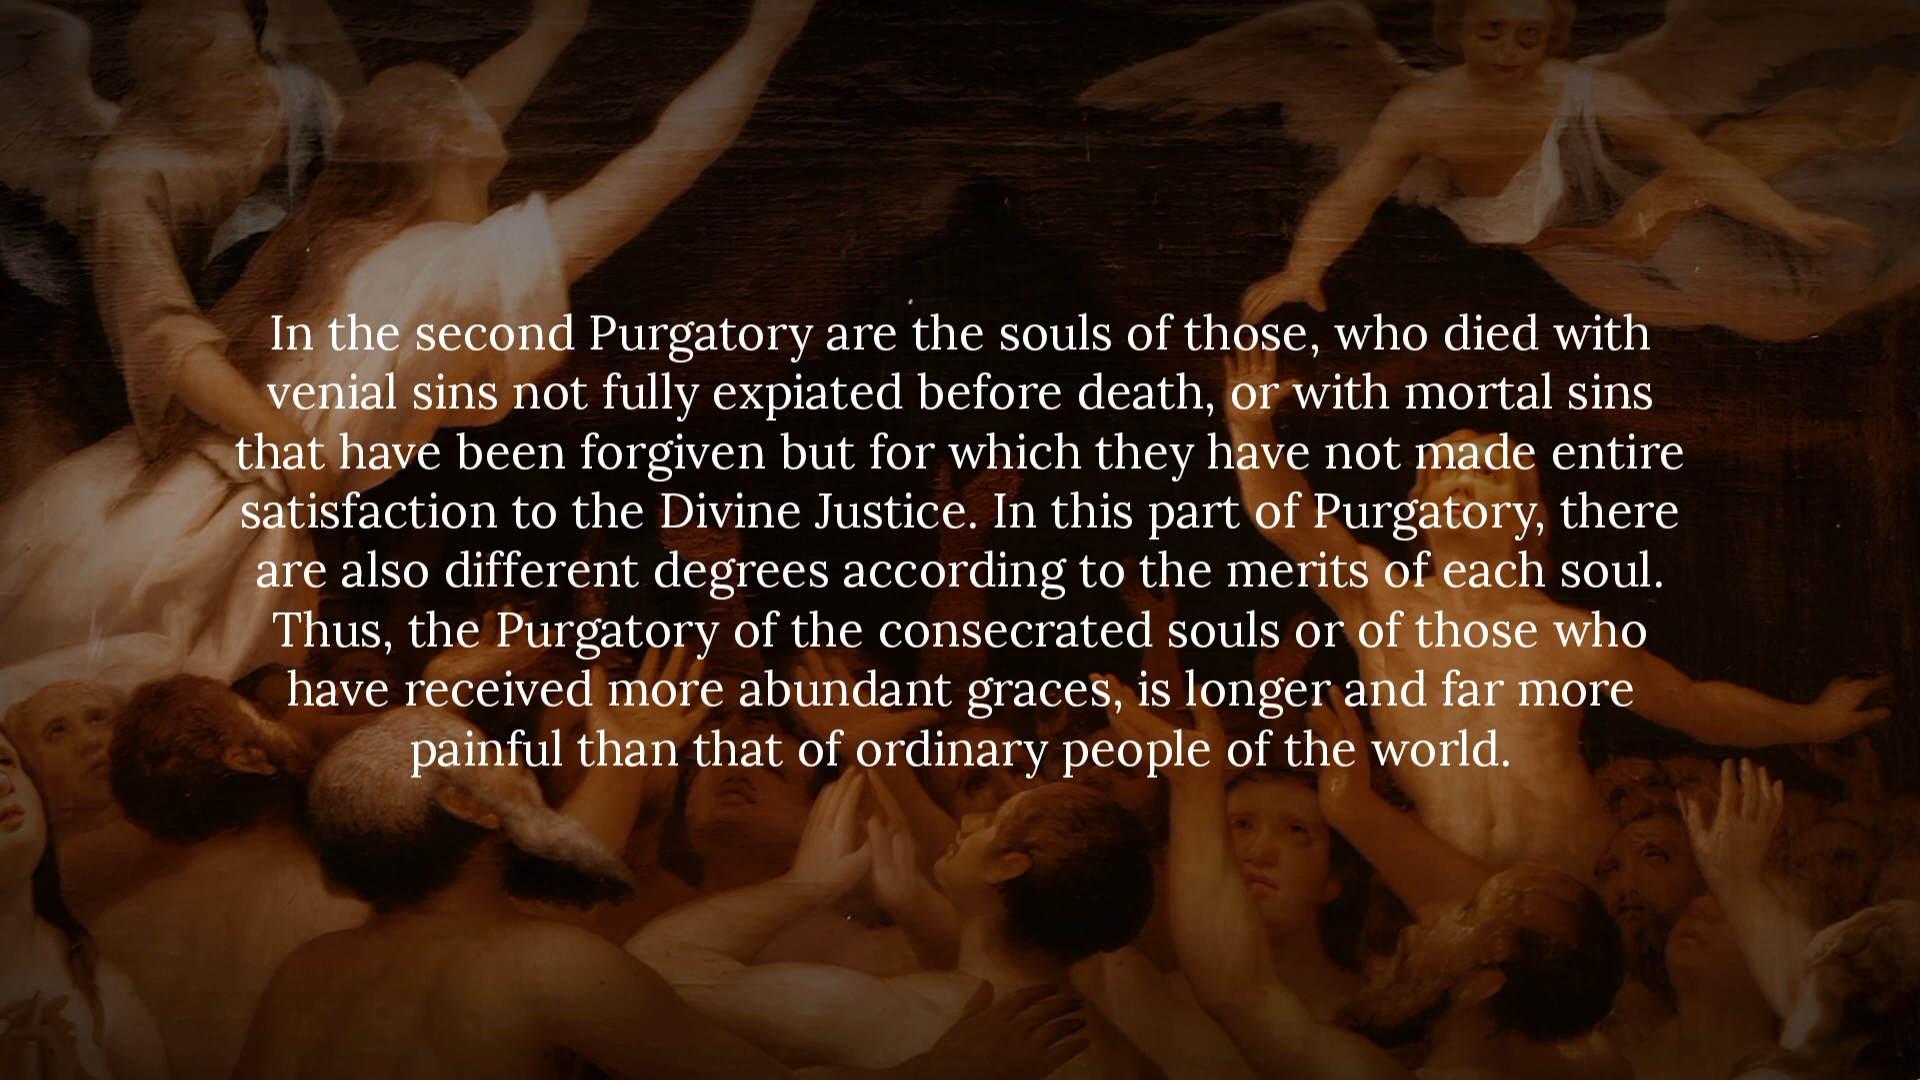 In the second Purgatory are the souls of those, who died with
venial sins not fully expiated before death, or with mortal sins
that have been forgiven but for which they have not made entire
satisfaction to the Divine Justice. In this part of Purgatory, there
are also different degrees according to the merits of each soul.
Thus, the Purgatory of the consecrated souls or of those who
have received more abundant graces, is longer and far more
painful than that of ordinary people of the world.